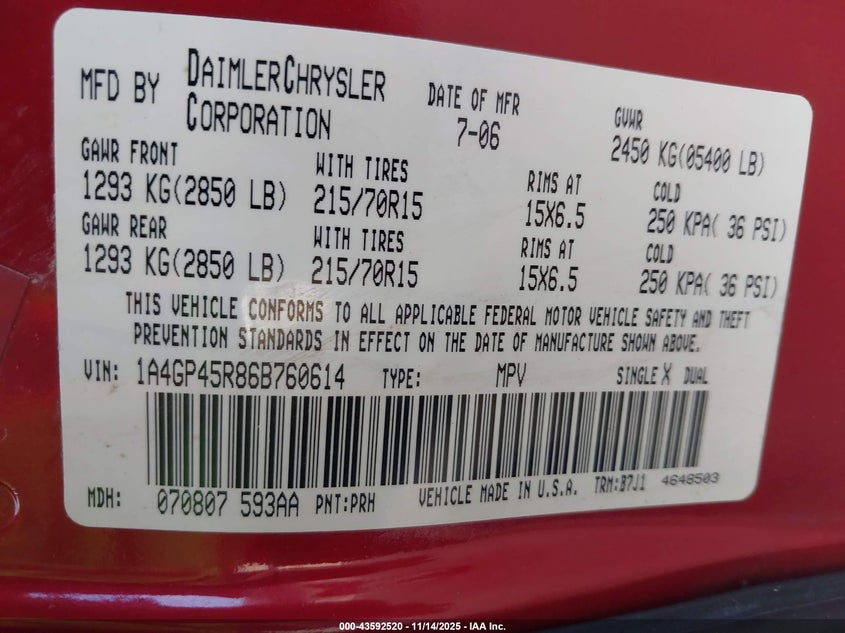 MFD BY DAIMLERCHRYSLER CORPORATION DATE OF MFR 7-06 GVWR 2450 KG(05400 LB)
GAWR FRONT WITH TIRES RIMS AT COLD
1293 KG(2850 LB) 215/70R15 15X6.5 250 KPA( 36 PSI)
GAWR REAR WITH TIRES RIMS AT COLD
1293 KG(2850 LB) 215/70R15 15X6.5 250 KPA( 36 PSI)
THIS VEHICLE CONFORMS TO ALL APPLICABLE FEDERAL MOTOR VEHICLE SAFETY AND THEFT
PREVENTION STANDARDS IN EFFECT ON THE DATE OF MANUFACTURE SHOWN ABOVE.
VIN: 1A4GP45R86B760614 TYPE: MPV SINGLE X DUAL
MDH: 070807 593AA PNT:PRH VEHICLE MADE IN U.S.A. TRM:B7J1 4648503
000-43592520 - 11/14/2025 - IAA Inc.